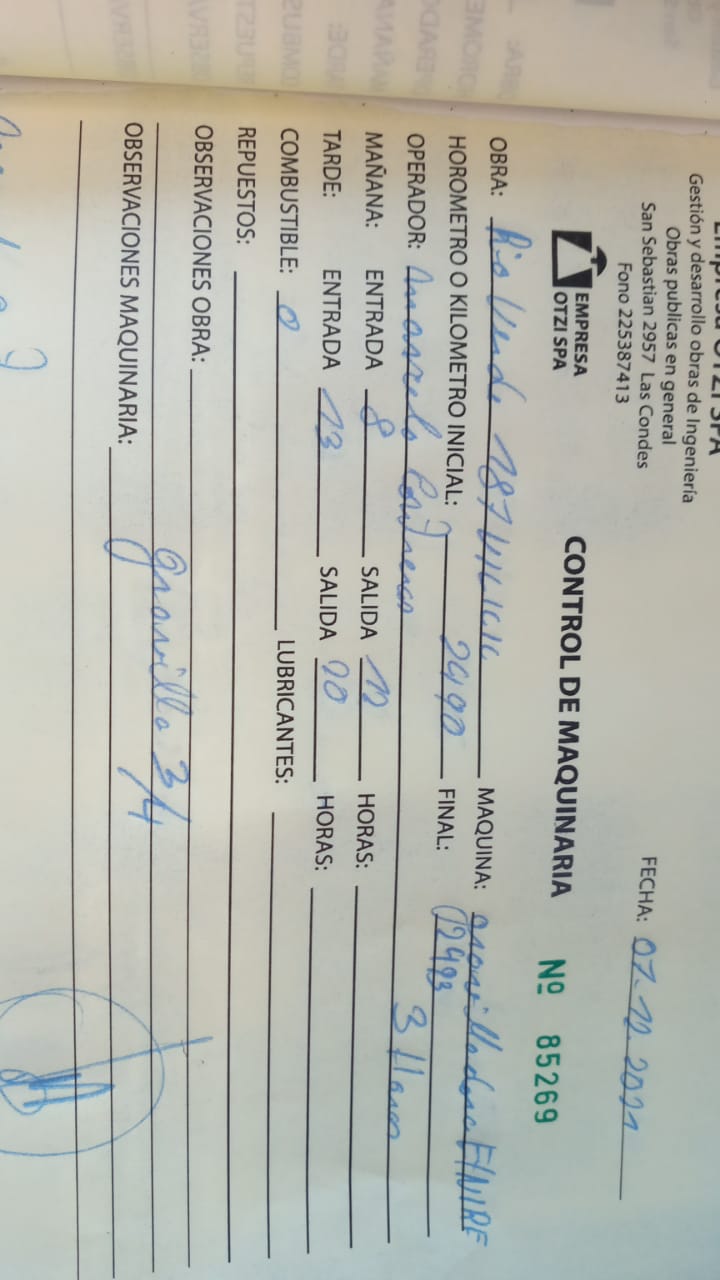 Empresa OTZI SPA
Gestión y desarrollo obras de Ingeniería
Obras publicas en general
San Sebastian 2957 Las Condes
Fono 225387413
FECHA: 07-12-2021
EMPRESA
OTZI SPA
CONTROL DE MAQUINARIA
Nº 85269
OBRA: Rio Verde 187
MAQUINA: gravilladora ETNIRE
HOROMETRO O KILOMETRO INICIAL: 2490 FINAL: 2493
OPERADOR: Marcelo Contreras 3 Horas
MAÑANA: ENTRADA 8 SALIDA 12 HORAS:
TARDE: ENTRADA 13 SALIDA 20 HORAS:
COMBUSTIBLE: 0 LUBRICANTES:
REPUESTOS:
OBSERVACIONES OBRA:
gravilla 3/4
OBSERVACIONES MAQUINARIA: